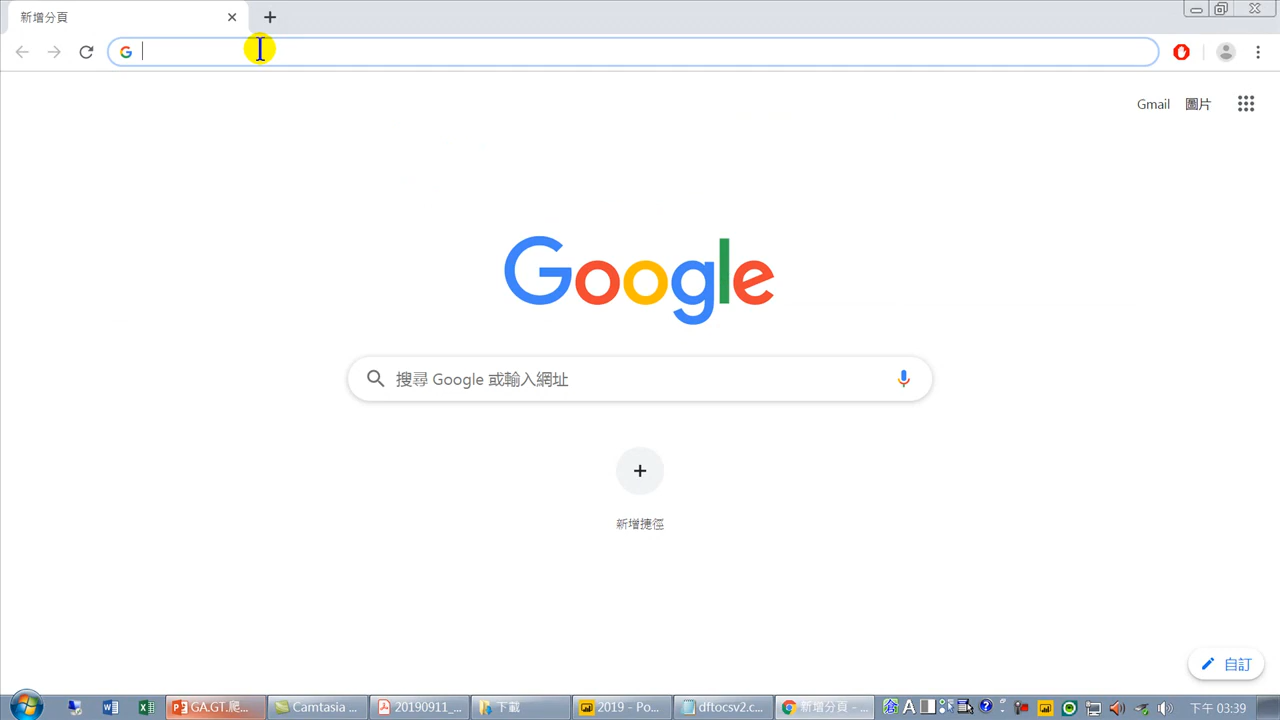 新增分頁
Gmail 圖片
Google
搜尋 Google 或輸入網址
新增捷徑
自訂
GA.GT.爬... Camtasia ... 20190911_... 下載 2019 - Po... dftocsv2.c... 新增分頁 -... A 下午 03:39